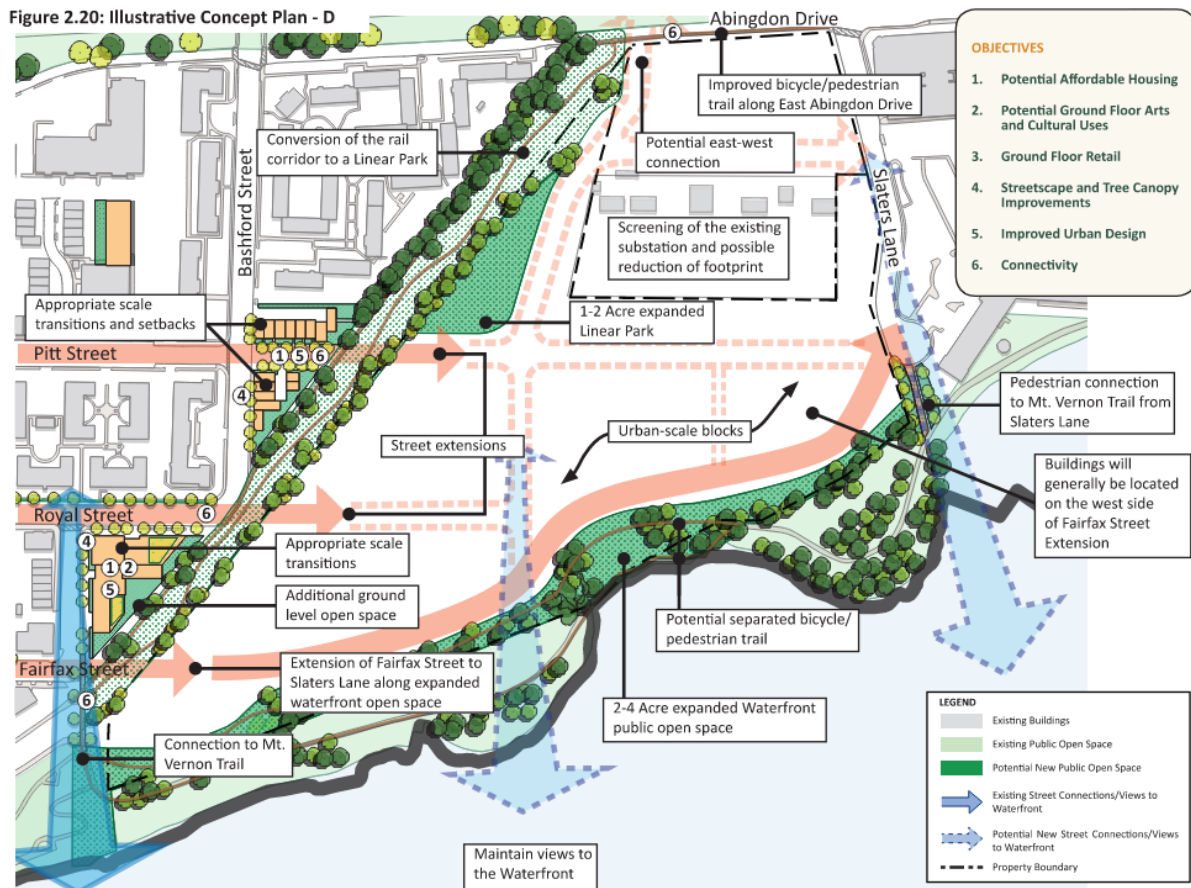 Figure 2.20: Illustrative Concept Plan - D
Abingdon Drive
6
OBJECTIVES
1. Potential Affordable Housing
2. Potential Ground Floor Arts
and Cultural Uses
3. Ground Floor Retail
4. Streetscape and Tree Canopy
Improvements
5. Improved Urban Design
6. Connectivity
Improved bicycle/pedestrian
trail along East Abingdon Drive
Conversion of the rail
corridor to a Linear Park
Potential east-west
connection
Bashford Street
Slaters Lane
Screening of the existing
substation and possible
reduction of footprint
Appropriate scale
transitions and setbacks
1-2 Acre expanded
Linear Park
Pitt Street
1 5 6
4
Pedestrian connection
to Mt. Vernon Trail from
Slaters Lane
Street extensions
Urban-scale blocks
Buildings will
generally be located
on the west side
of Fairfax Street
Extension
Royal Street
6
4
1 2
5
Appropriate scale
transitions
Additional ground
level open space
Potential separated bicycle/
pedestrian trail
Fairfax Street
6
Extension of Fairfax Street to
Slaters Lane along expanded
waterfront open space
2-4 Acre expanded Waterfront
public open space
Connection to Mt.
Vernon Trail
Maintain views to
the Waterfront
LEGEND
Existing Buildings
Existing Public Open Space
Potential New Public Open Space
Existing Street Connections/Views to
Waterfront
Potential New Street Connections/Views
to Waterfront
Property Boundary